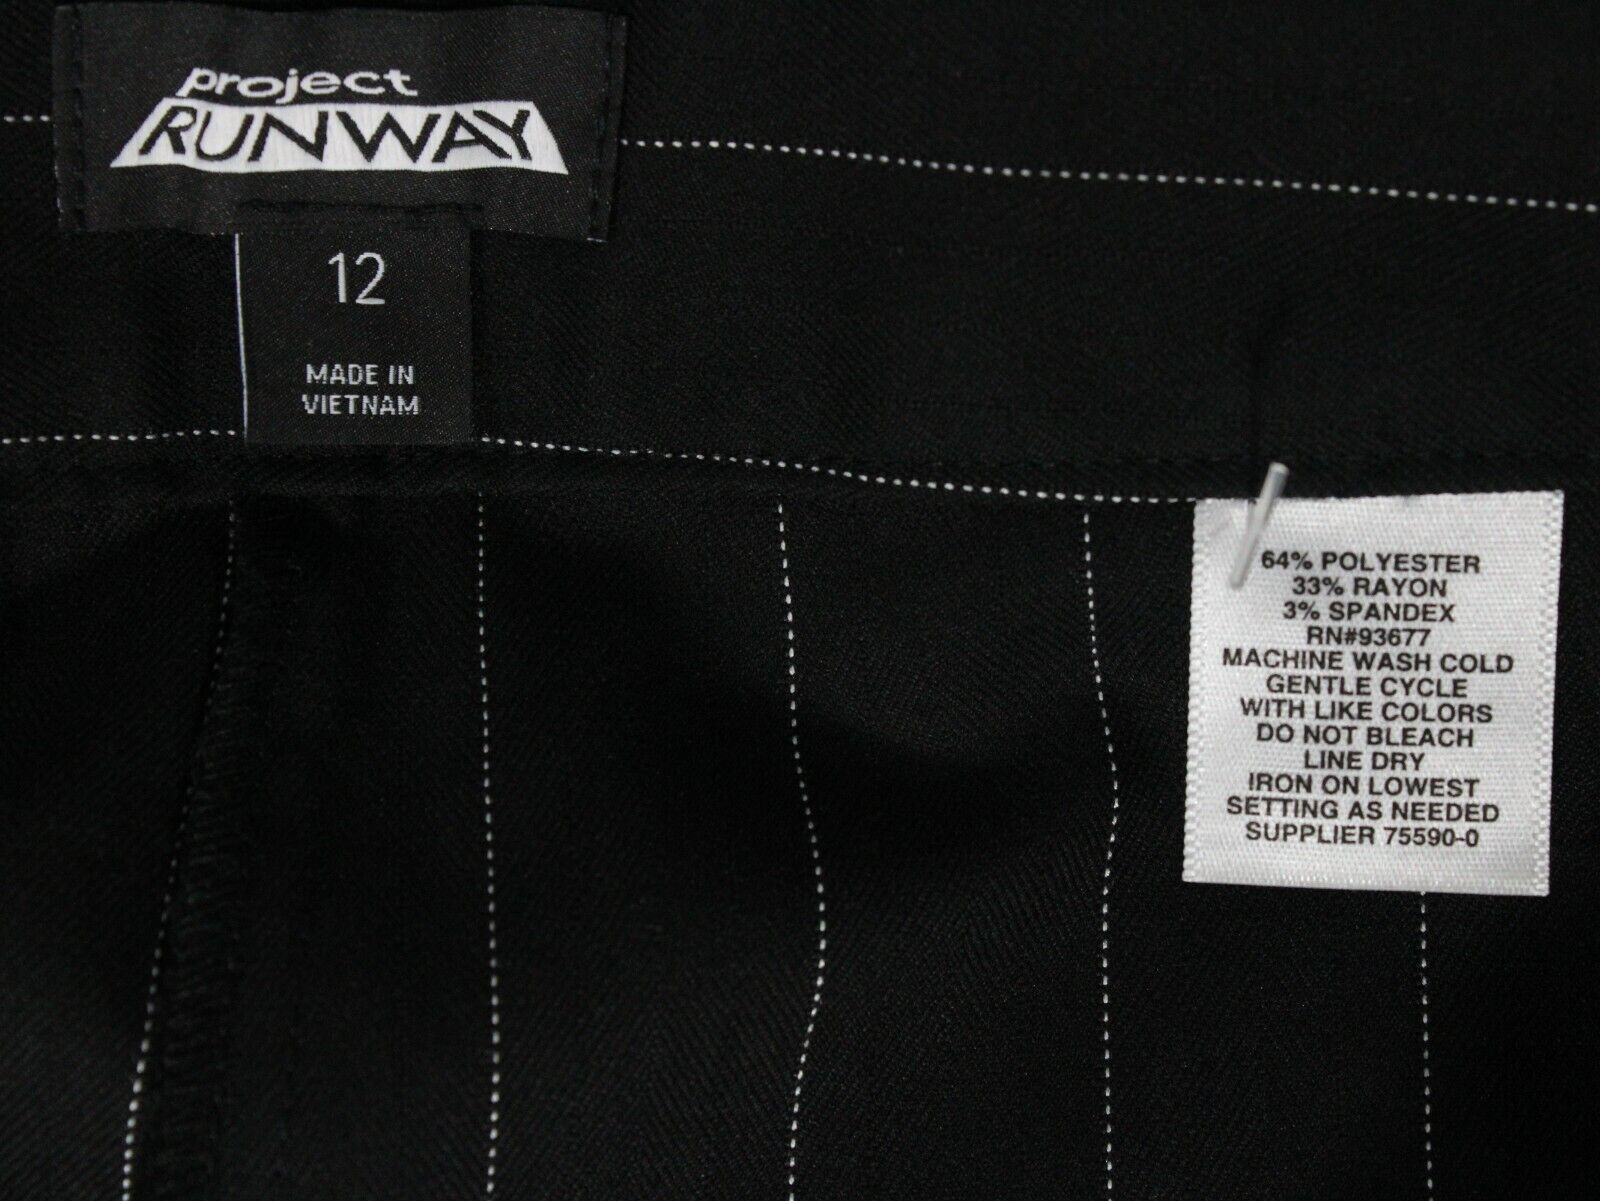 project
RUNWAY
12
MADE IN
VIETNAM
64% POLYESTER
33% RAYON
3% SPANDEX
RN#93677
MACHINE WASH COLD
GENTLE CYCLE
WITH LIKE COLORS
DO NOT BLEACH
LINE DRY
IRON ON LOWEST
SETTING AS NEEDED
SUPPLIER 75590-0